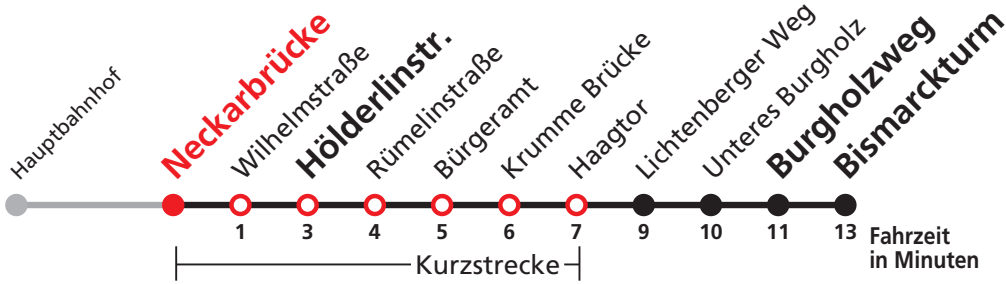 Hauptbahnhof
Neckarbrücke
Wilhelmstraße
Hölderlinstr.
Rümelinstraße
Bürgeramt
Krumme Brücke
Haagtor
Lichtenberger Weg
Unteres Burgholz
Burgholzweg
Bismarckturm
1 3 4 5 6 7 9 10 11 13 Fahrzeit
in Minuten
Kurzstrecke